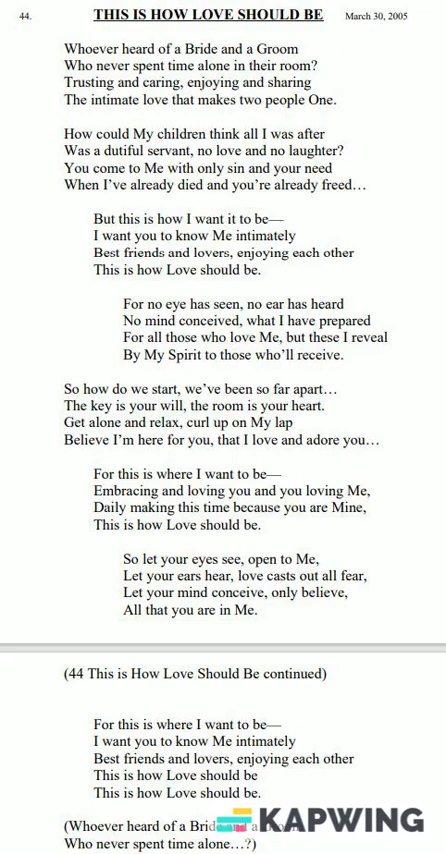 44. THIS IS HOW LOVE SHOULD BE March 30, 2005
Whoever heard of a Bride and a Groom
Who never spent time alone in their room?
Trusting and caring, enjoying and sharing
The intimate love that makes two people One.
How could My children think all I was after
Was a dutiful servant, no love and no laughter?
You come to Me with only sin and your need
When I've already died and you're already freed…
But this is how I want it to be—
I want you to know Me intimately
Best friends and lovers, enjoying each other
This is how Love should be.
For no eye has seen, no ear has heard
No mind conceived, what I have prepared
For all those who love Me, but these I reveal
By My Spirit to those who'll receive.
So how do we start, we've been so far apart…
The key is your will, the room is your heart.
Get alone and relax, curl up on My lap
Believe I'm here for you, that I love and adore you…
For this is where I want to be—
Embracing and loving you and you loving Me,
Daily making this time because you are Mine,
This is how Love should be.
So let your eyes see, open to Me,
Let your ears hear, love casts out all fear,
Let your mind conceive, only believe,
All that you are in Me.
(44 This is How Love Should Be continued)
For this is where I want to be—
I want you to know Me intimately
Best friends and lovers, enjoying each other
This is how Love should be
This is how Love should be.
(Whoever heard of a Bride and a Groom
Who never spent time alone…?)
KAPWING